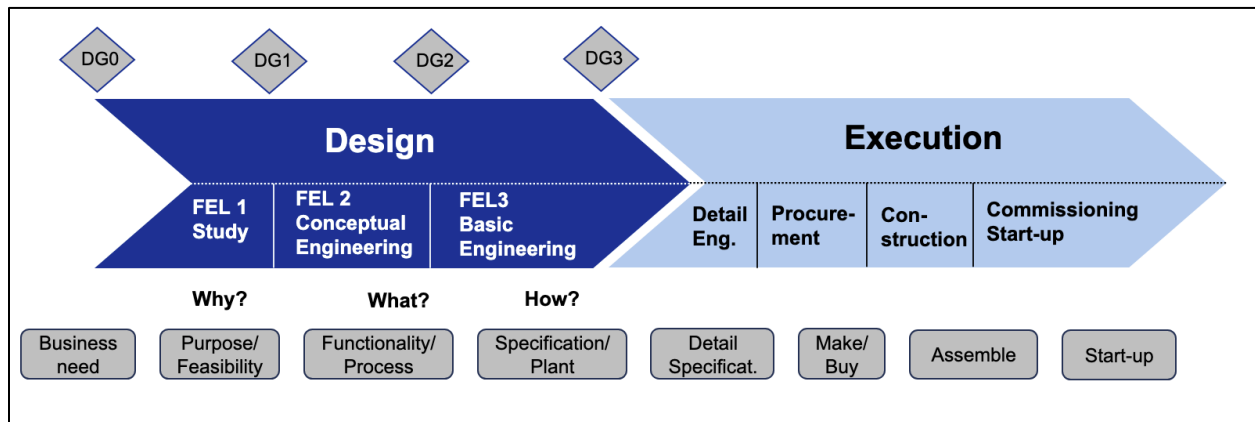 DG0
DG1
DG2
DG3
Design
Execution
FEL 1
Study
FEL 2
Conceptual
Engineering
FEL3
Basic
Engineering
Detail
Eng.
Procure-
ment
Con-
struction
Commissioning
Start-up
Why?
What?
How?
Business
need
Purpose/
Feasibility
Functionality/
Process
Specification/
Plant
Detail
Specificat.
Make/
Buy
Assemble
Start-up